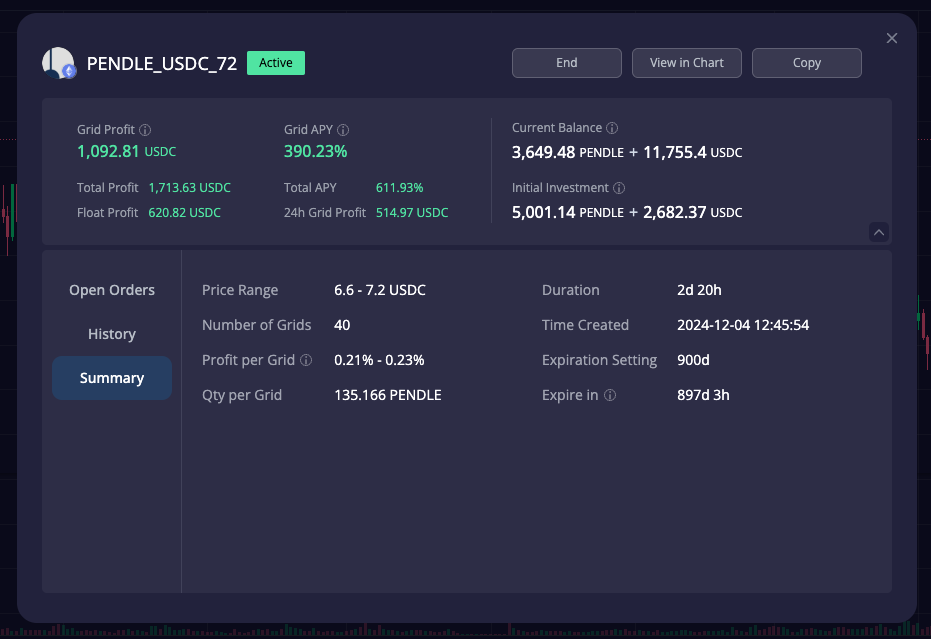 PENDLE_USDC_72 Active End View in Chart Copy
Grid Profit
1,092.81 USDC
Grid APY
390.23%
Total Profit 1,713.63 USDC
Float Profit 620.82 USDC
Total APY 611.93%
24h Grid Profit 514.97 USDC
Current Balance
3,649.48 PENDLE + 11,755.4 USDC
Initial Investment
5,001.14 PENDLE + 2,682.37 USDC
Open Orders
History
Summary
Price Range 6.6 - 7.2 USDC
Number of Grids 40
Profit per Grid 0.21% - 0.23%
Qty per Grid 135.166 PENDLE
Duration 2d 20h
Time Created 2024-12-04 12:45:54
Expiration Setting 900d
Expire in 897d 3h